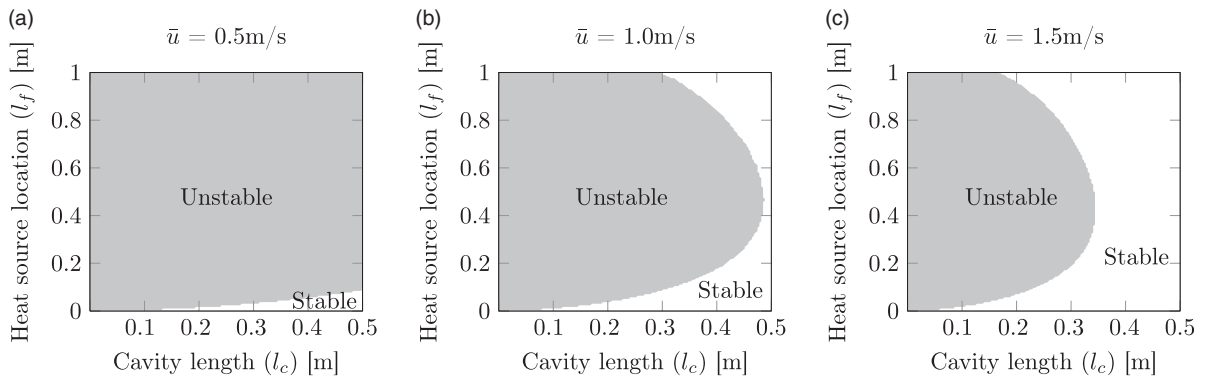 (a)
ū = 0.5m/s
Heat source location (l_f) [m]
1
0.8
0.6
0.4
0.2
0
Unstable
Stable
0.1 0.2 0.3 0.4 0.5
Cavity length (l_c) [m]
(b)
ū = 1.0m/s
Heat source location (l_f) [m]
1
0.8
0.6
0.4
0.2
0
Unstable
Stable
0.1 0.2 0.3 0.4 0.5
Cavity length (l_c) [m]
(c)
ū = 1.5m/s
Heat source location (l_f) [m]
1
0.8
0.6
0.4
0.2
0
Unstable
Stable
0.1 0.2 0.3 0.4 0.5
Cavity length (l_c) [m]